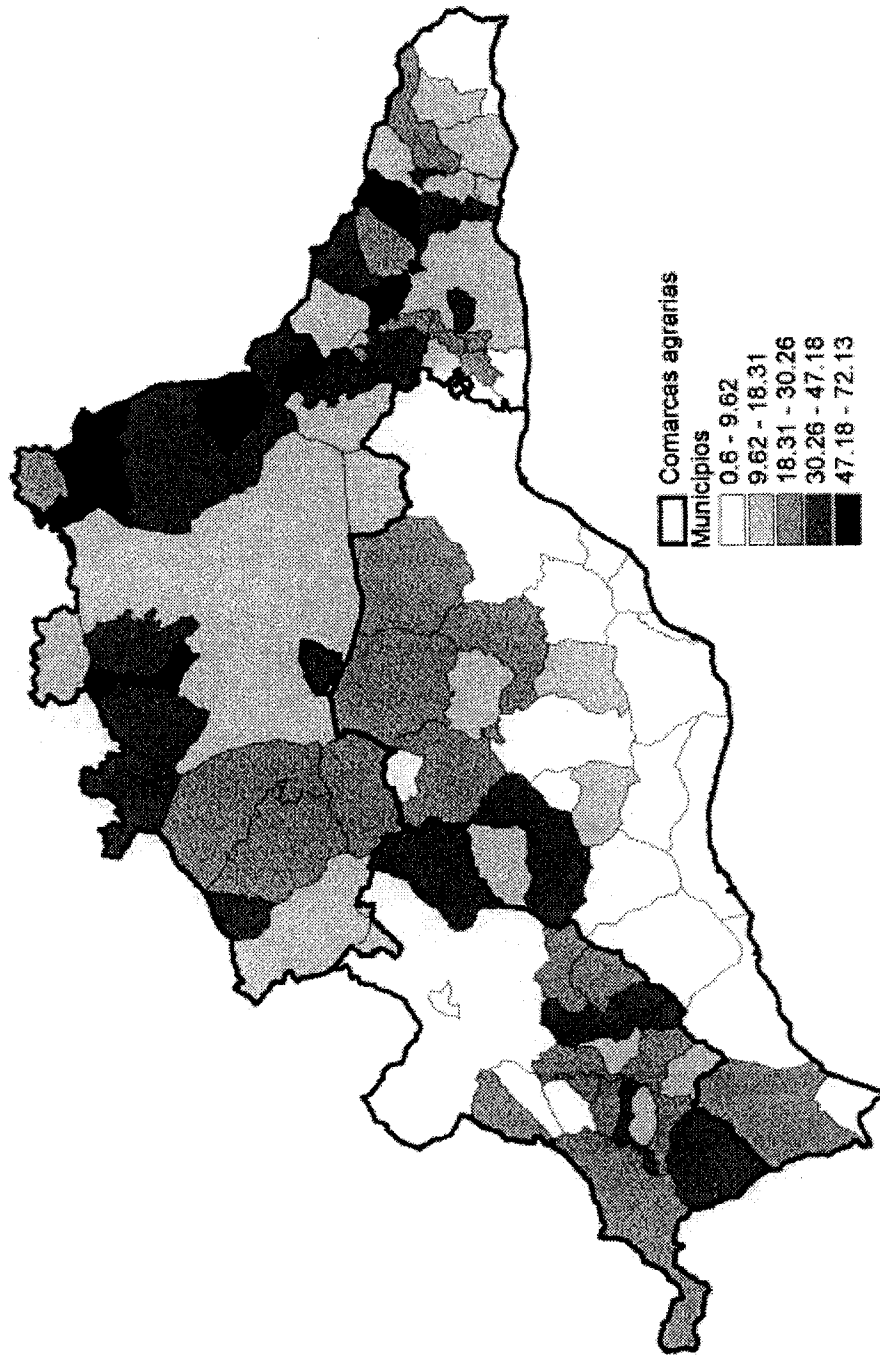 Comarcas agrarias
Municipios
0.6 - 9.62
9.62 - 18.31
18.31 - 30.26
30.26 - 47.18
47.18 - 72.13